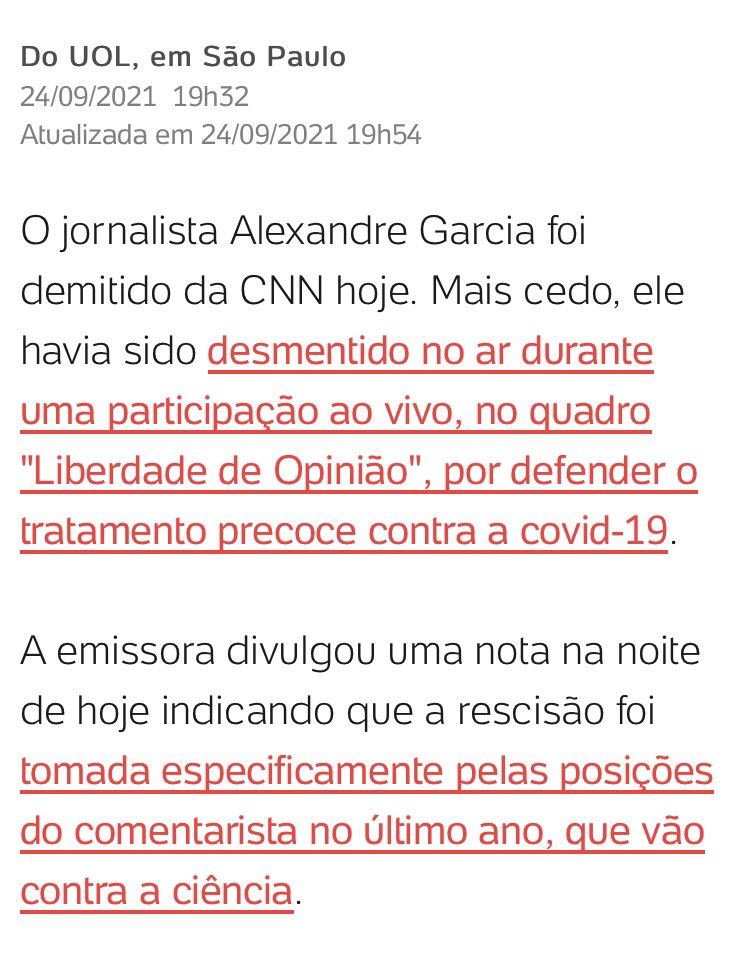 Do UOL, em São Paulo
24/09/2021 19h32
Atualizada em 24/09/2021 19h54
O jornalista Alexandre Garcia foi
demitido da CNN hoje. Mais cedo, ele
havia sido desmentido no ar durante
uma participação ao vivo, no quadro
"Liberdade de Opinião", por defender o
tratamento precoce contra a covid-19.
A emissora divulgou uma nota na noite
de hoje indicando que a rescisão foi
tomada especificamente pelas posições
do comentarista no último ano, que vão
contra a ciência.